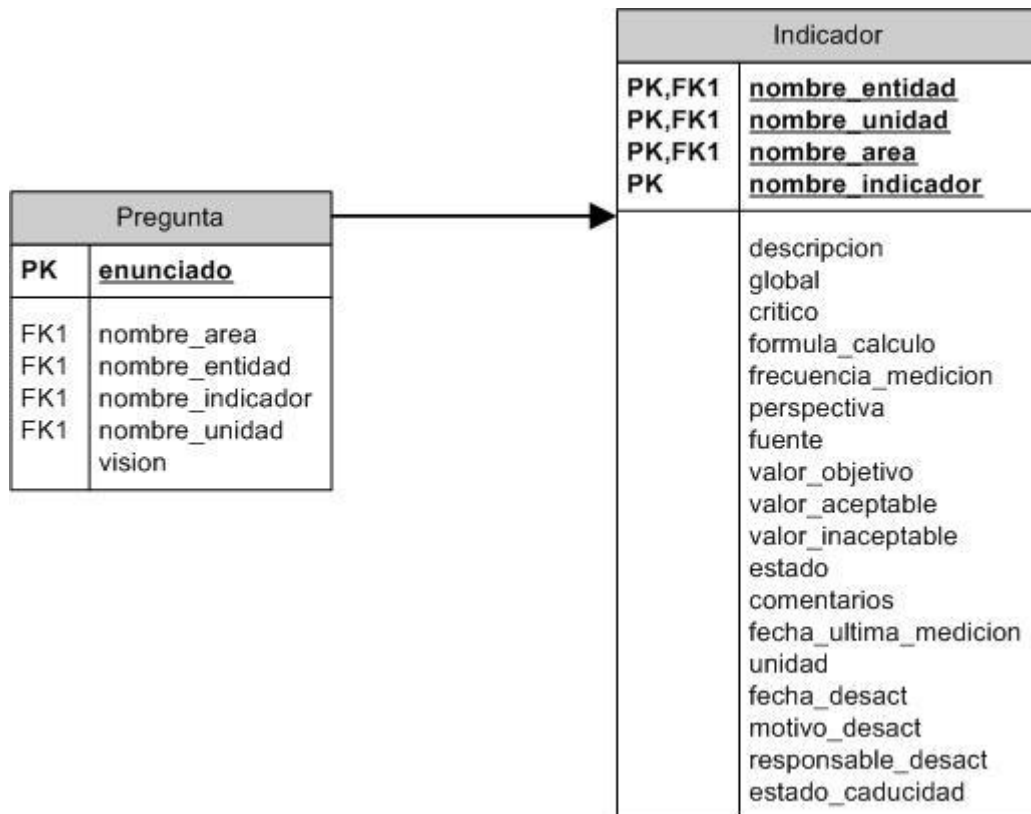 Pregunta
PK enunciado
FK1 nombre_area
FK1 nombre_entidad
FK1 nombre_indicador
FK1 nombre_unidad
vision
Indicador
PK,FK1 nombre_entidad
PK,FK1 nombre_unidad
PK,FK1 nombre_area
PK nombre_indicador
descripcion
global
critico
formula_calculo
frecuencia_medicion
perspectiva
fuente
valor_objetivo
valor_aceptable
valor_inaceptable
estado
comentarios
fecha_ultima_medicion
unidad
fecha_desact
motivo_desact
responsable_desact
estado_caducidad